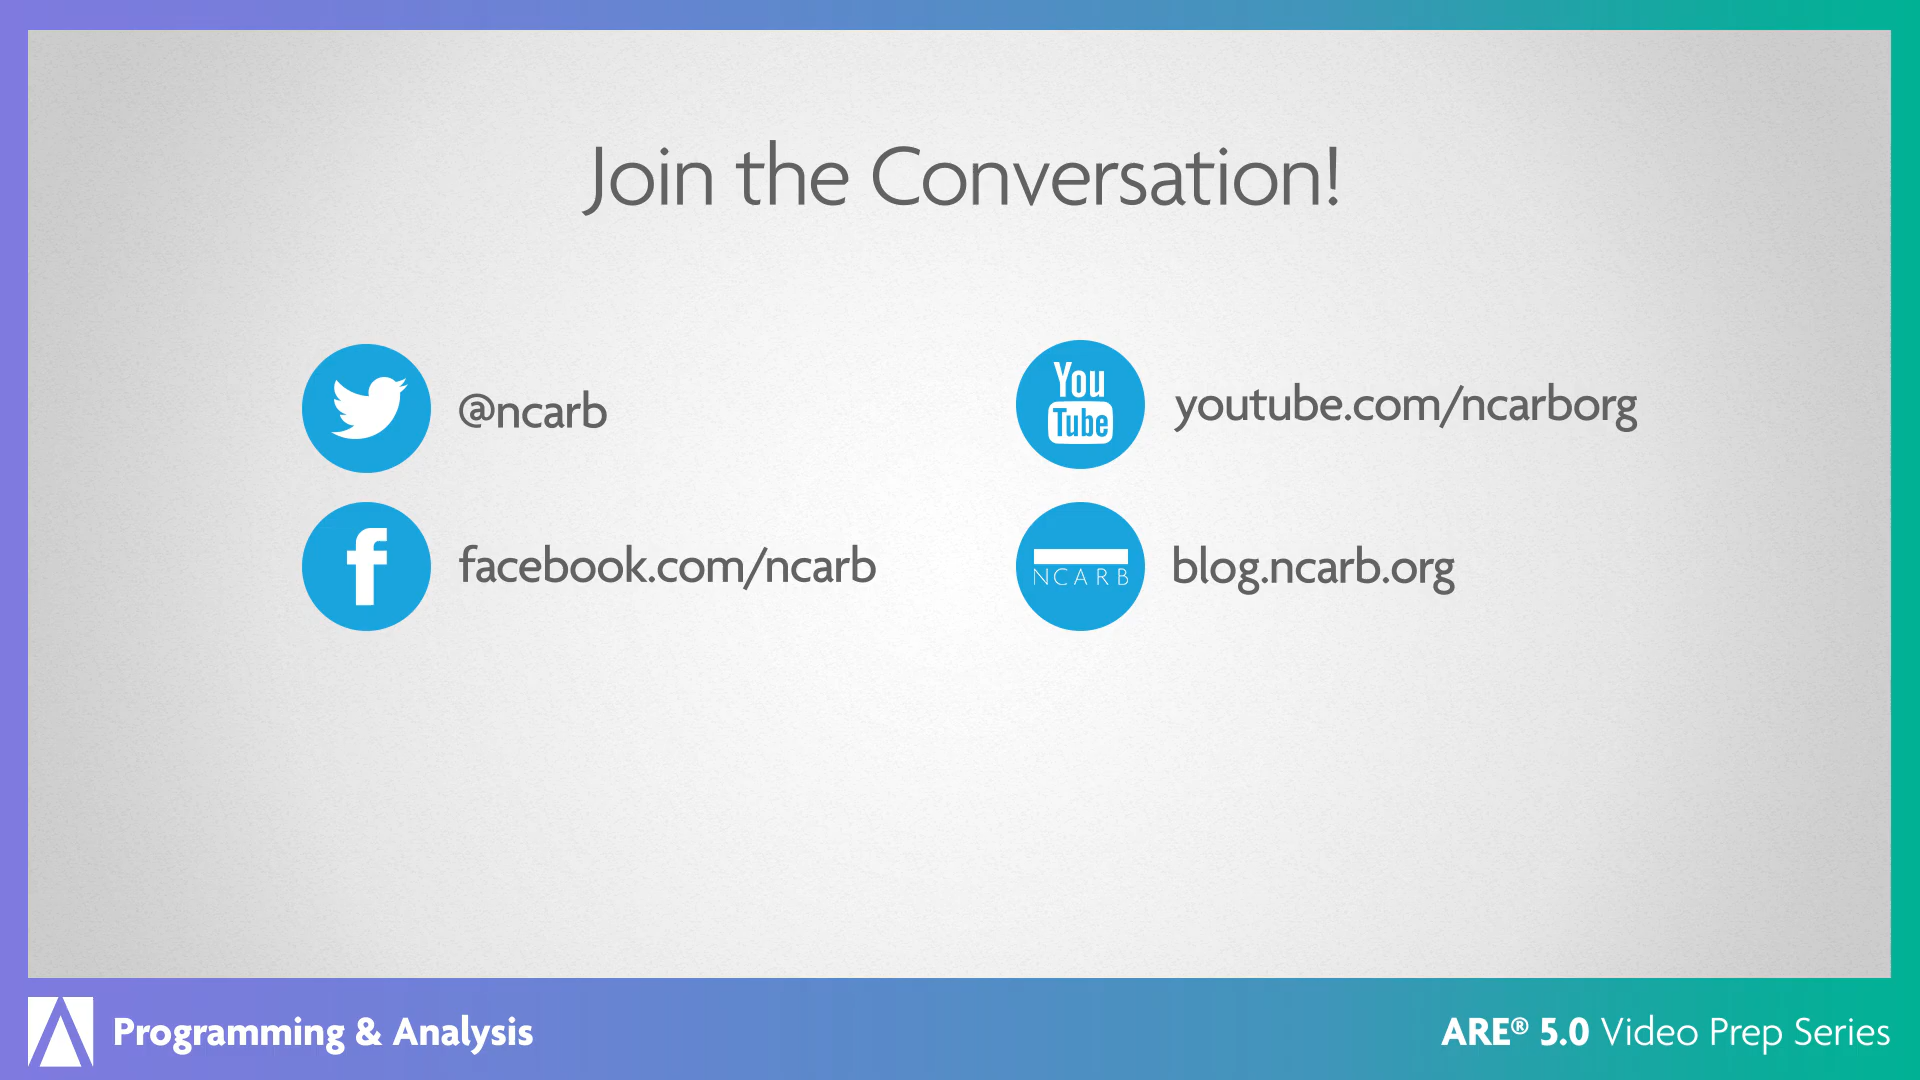 Join the Conversation!
@ncarb
facebook.com/ncarb
You
Tube
youtube.com/ncarborg
NCARB
blog.ncarb.org
Programming & Analysis
ARE® 5.0 Video Prep Series